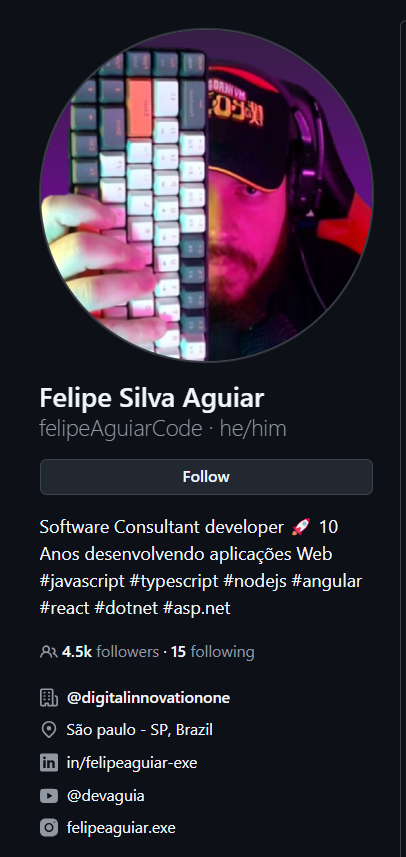 Felipe Silva Aguiar
felipeAguiarCode · he/him
Follow
Software Consultant developer 🚀 10
Anos desenvolvendo aplicações Web
#javascript #typescript #nodejs #angular
#react #dotnet #asp.net
4.5k followers · 15 following
@digitalinnovationone
São paulo - SP, Brazil
in/felipeaguiar-exe
@devaguia
felipeaguiar.exe